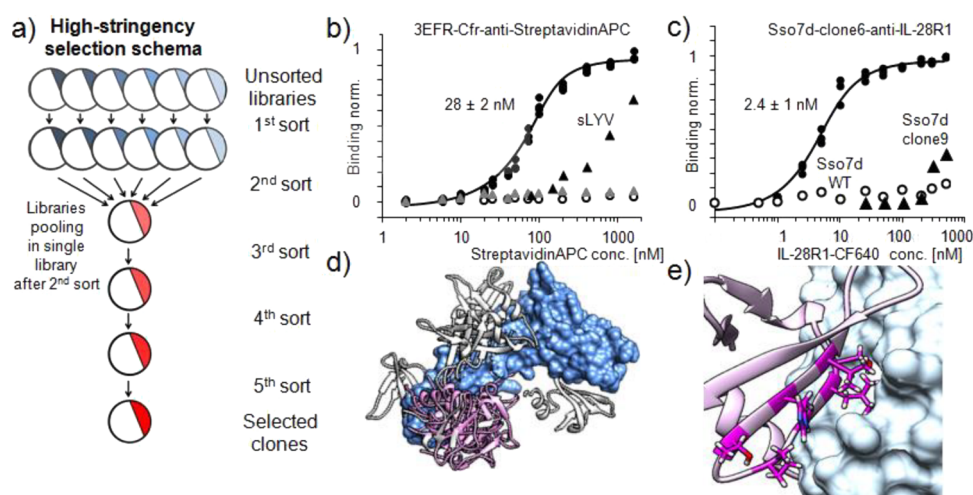 a)
High-stringency
selection schema
Unsorted
libraries
1st sort
2nd sort
Libraries
pooling
in single
library
after 2nd sort
3rd sort
4th sort
5th sort
Selected
clones
b)
3EFR-Cfr-anti-StreptavidinAPC
Binding norm.
1
0
28 ± 2 nM
sLYV
1
10
100
1000
StreptavidinAPC conc. [nM]
c)
Sso7d-clone6-anti-IL-28R1
Binding norm.
1
0
2.4 ± 1 nM
Sso7d
WT
Sso7d
clone9
1
10
100
1000
IL-28R1-CF640 conc. [nM]
d)
e)